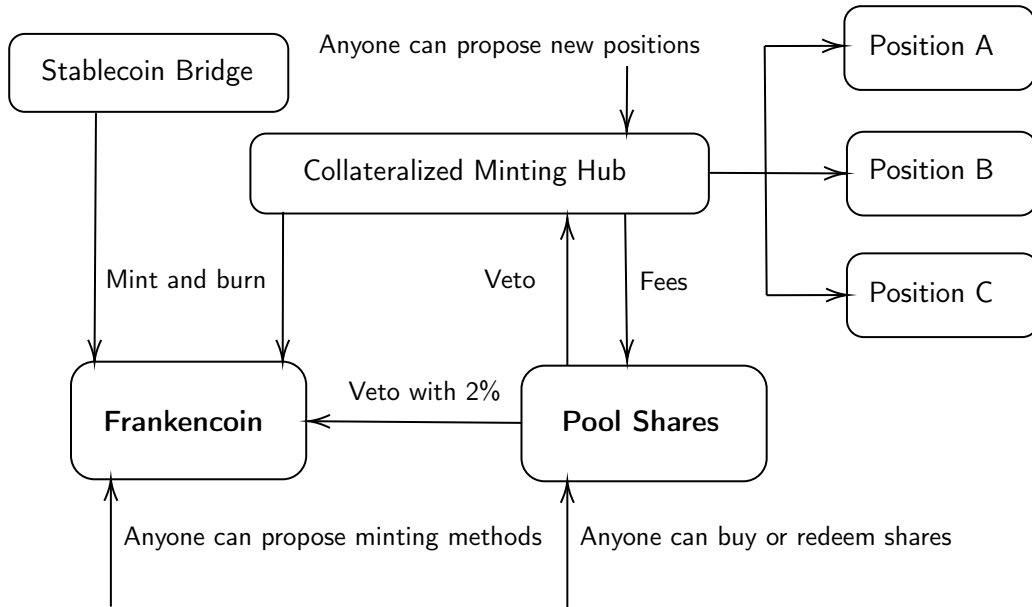 Anyone can propose new positions
Position A
Stablecoin Bridge
Collateralized Minting Hub
Position B
Mint and burn
Veto
Fees
Position C
Veto with 2%
Frankencoin
Pool Shares
Anyone can propose minting methods
Anyone can buy or redeem shares